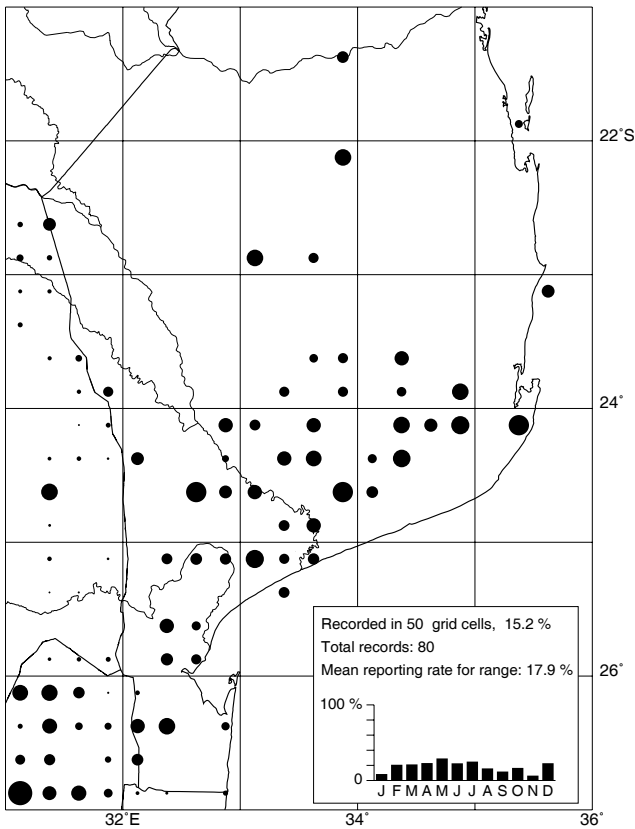 22°S
24°
Recorded in 50 grid cells, 15.2 %
Total records: 80
Mean reporting rate for range: 17.9 %
26°
100 %
0
J F M A M J J A S O N D
32°E
34°
36°